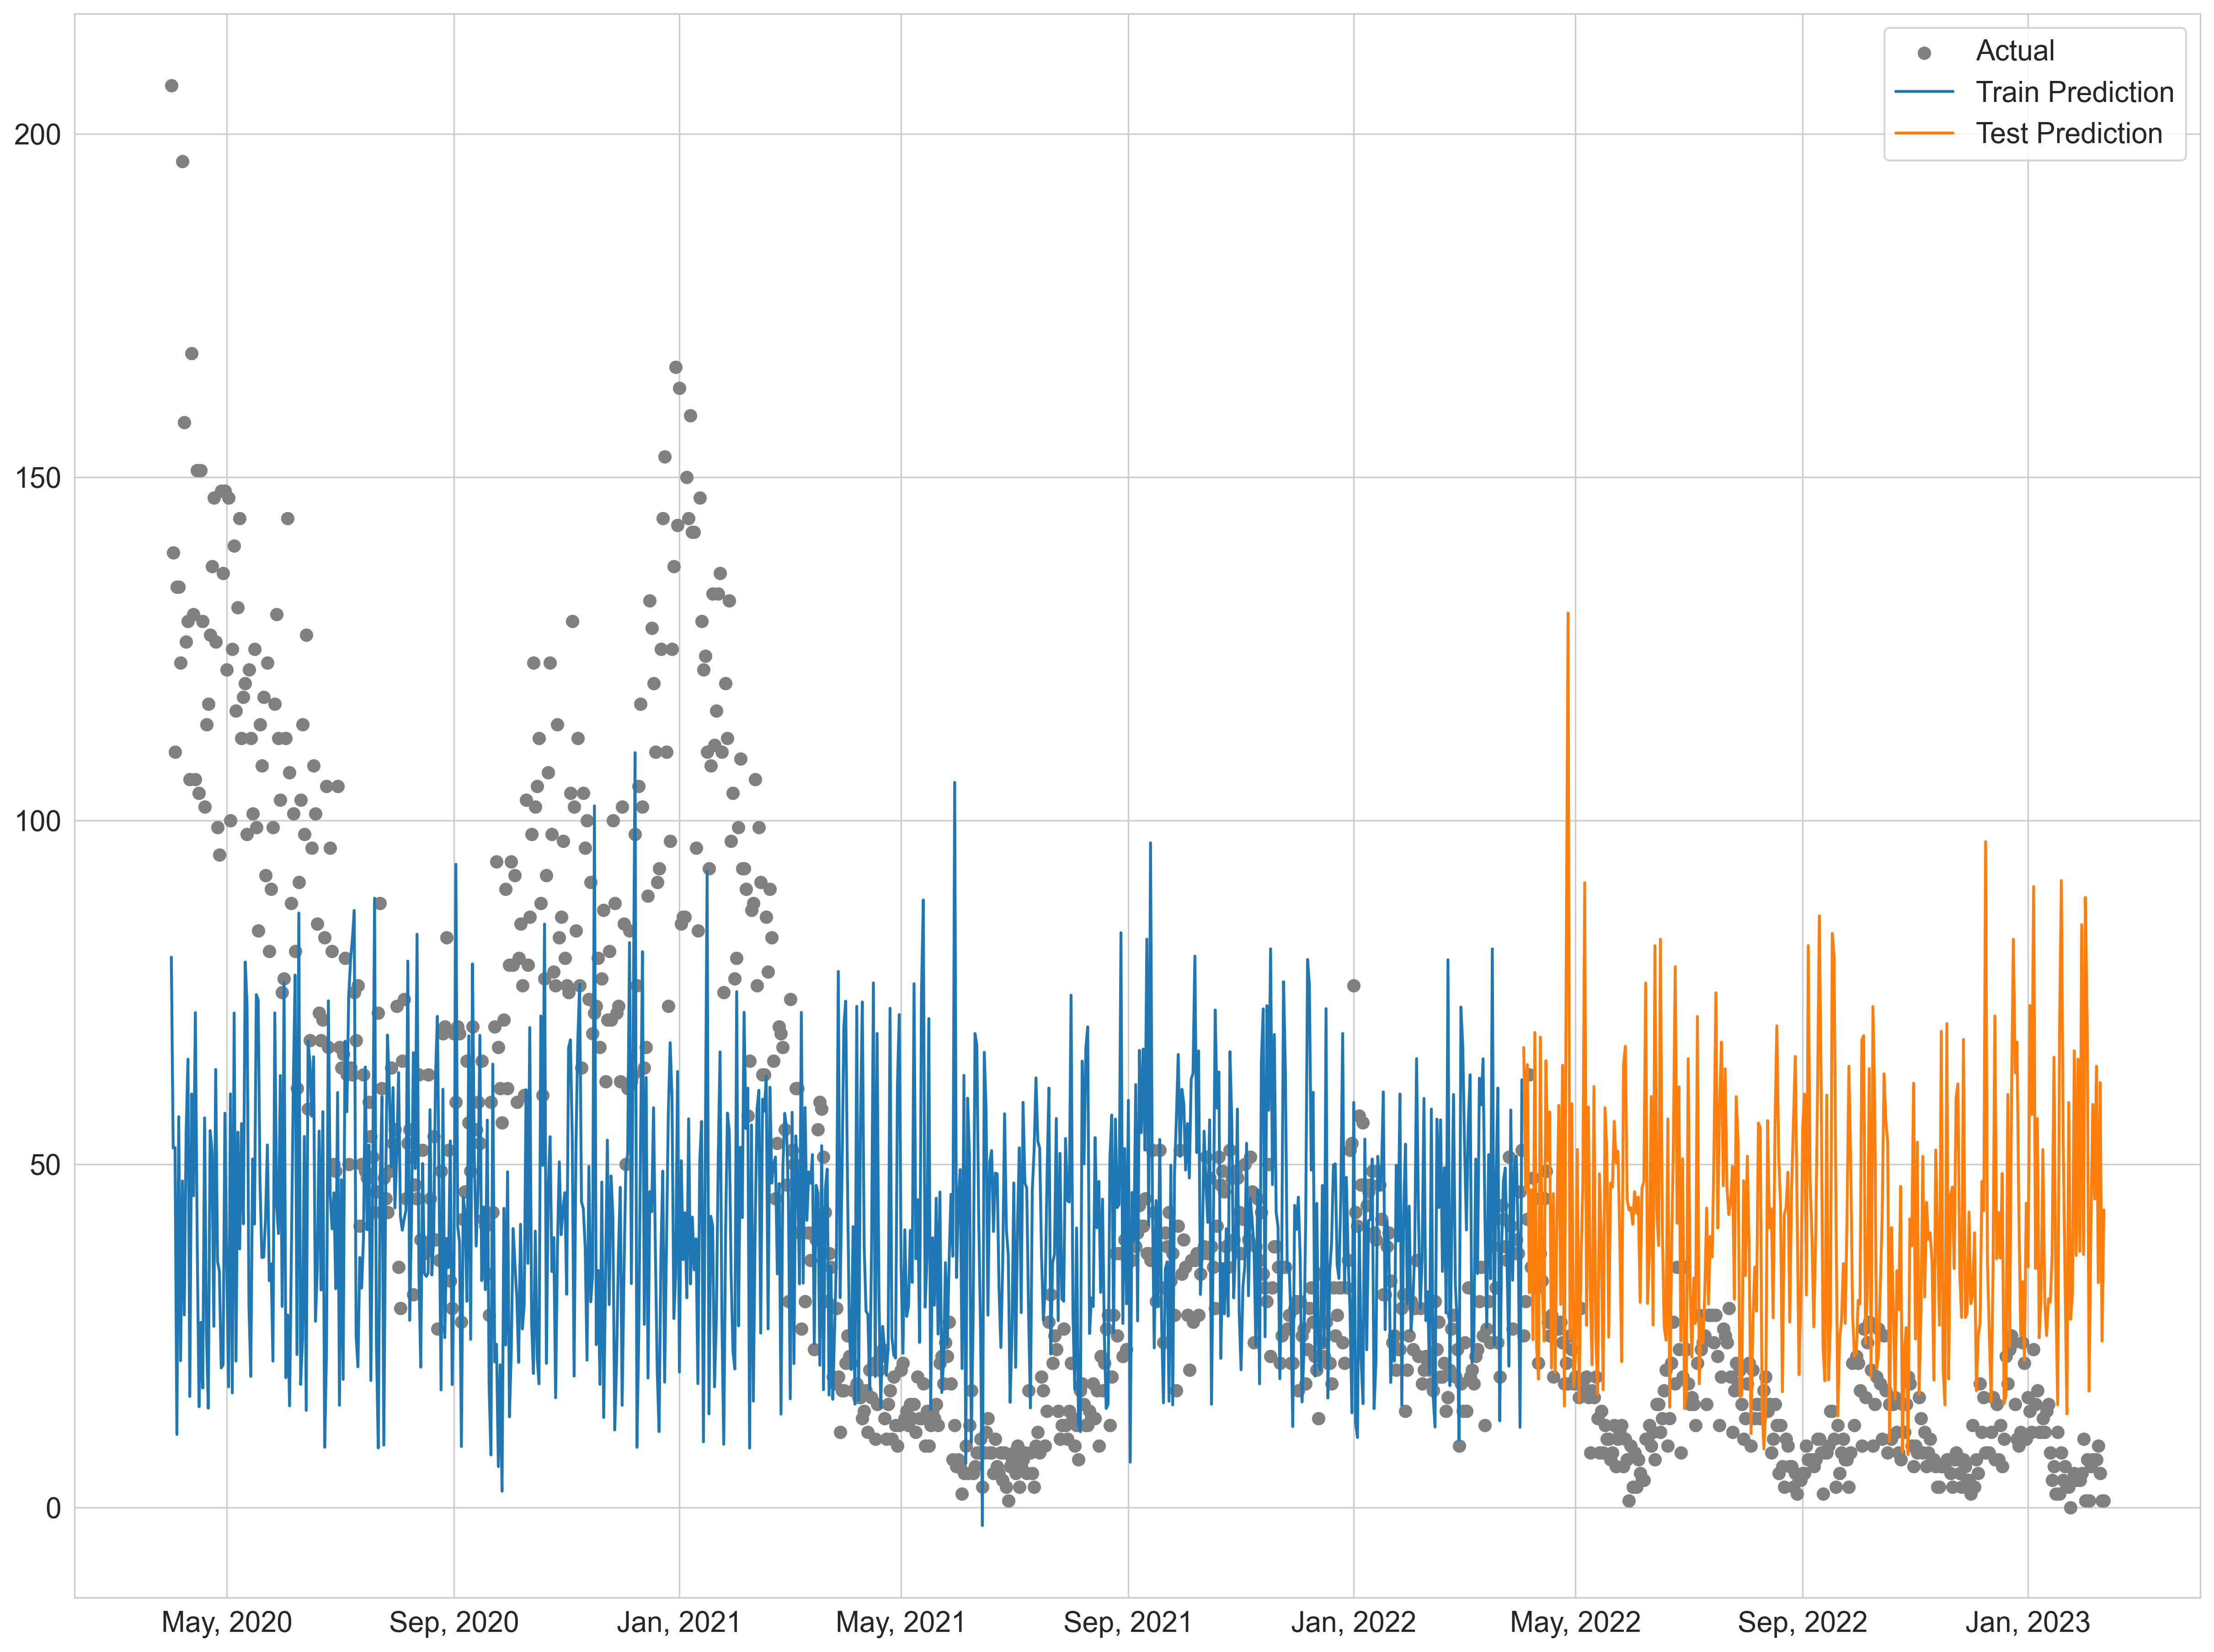 Actual
Train Prediction
Test Prediction
200
150
100
50
0
May, 2020
Sep, 2020
Jan, 2021
May, 2021
Sep, 2021
Jan, 2022
May, 2022
Sep, 2022
Jan, 2023